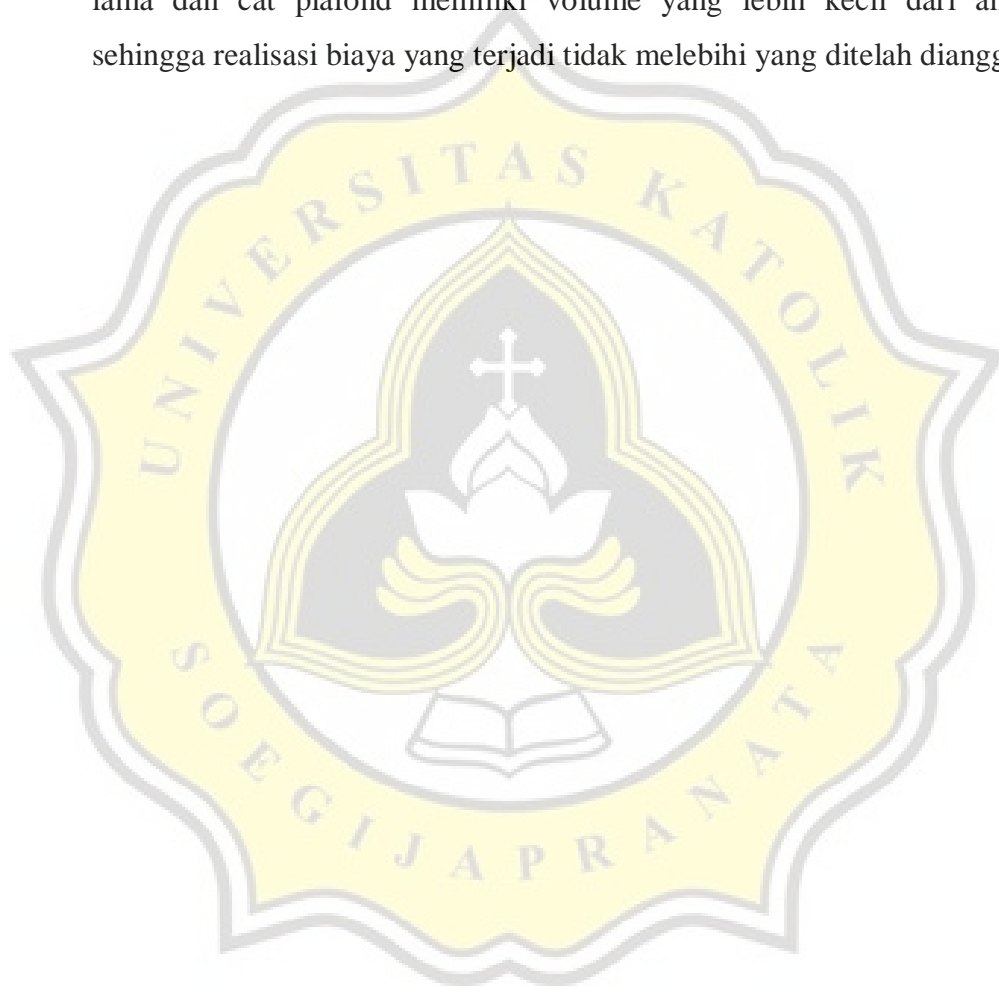 lama dan cat plafond memiliki volume yang lebih kecil dari
sehingga realisasi biaya yang terjadi tidak melebihi yang ditelah
UNIVERSITAS KATOLIK
SOEGIJAPRANATA